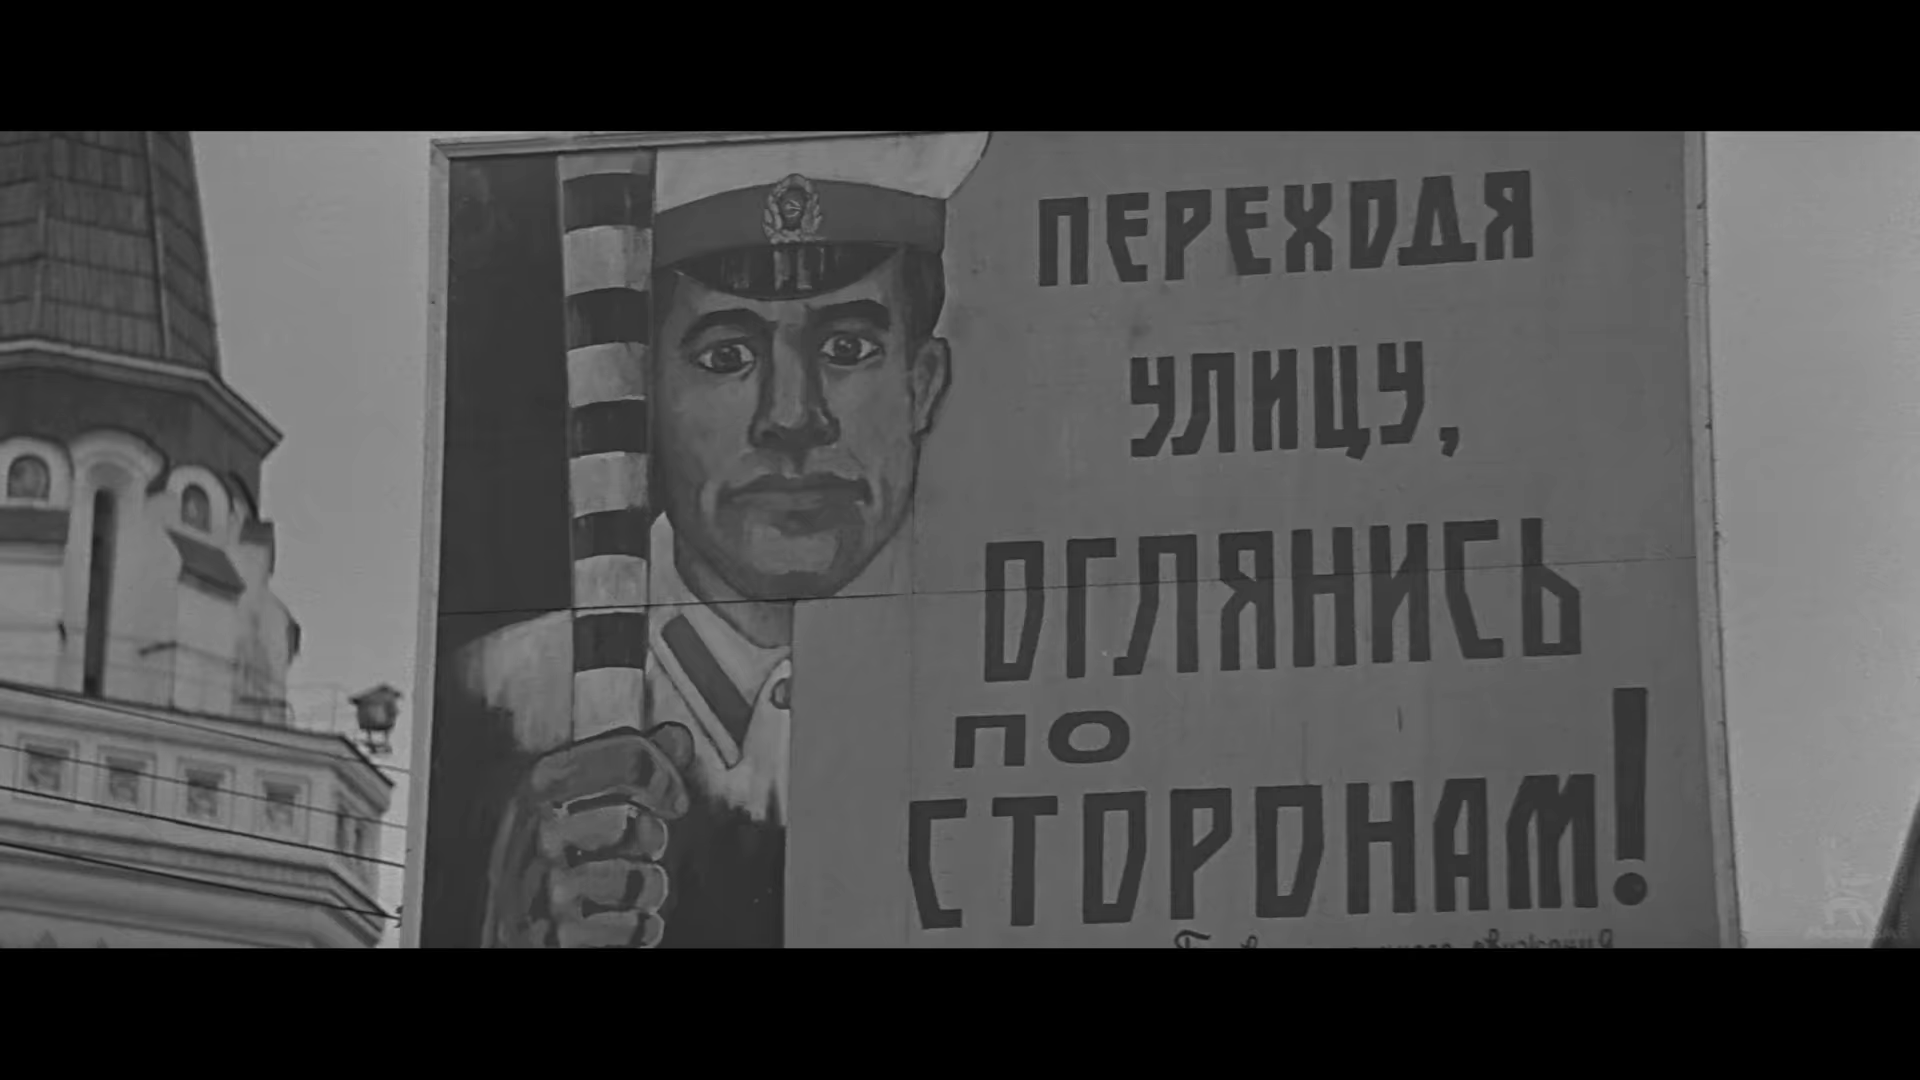 ПЕРЕХОДЯ
УЛИЦУ,
ОГЛЯНИСЬ
ПО
СТОРОНАМ!